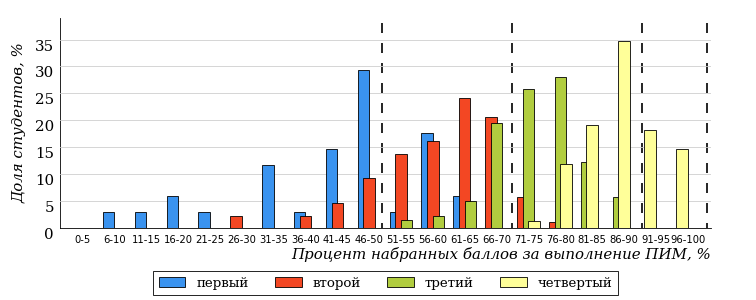 Доля студентов, %
35
30
25
20
15
10
5
0
0-5 6-10 11-15 16-20 21-25 26-30 31-35 36-40 41-45 46-50 51-55 56-60 61-65 66-70 71-75 76-80 81-85 86-90 91-95 96-100
Процент набранных баллов за выполнение ПИМ, %
первый второй третий четвертый